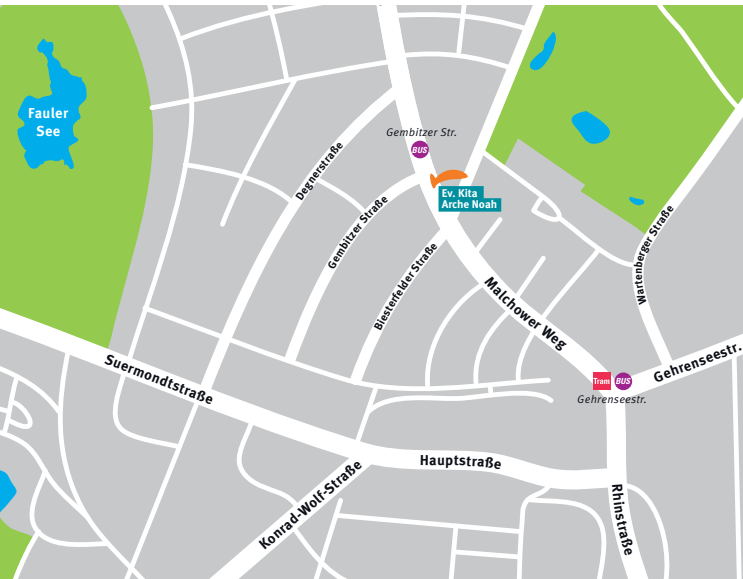 Fauler
See
Gembitzer Str.
BUS
Ev. Kita
Arche Noah
Degnerstraße
Gembitzer Straße
Biesterfelder Straße
Wartenberger Straße
Malchower Weg
Suermondtstraße
Tram
BUS
Gehrenseestr.
Gehrenseestr.
Hauptstraße
Konrad-Wolf-Straße
Rhinstraße